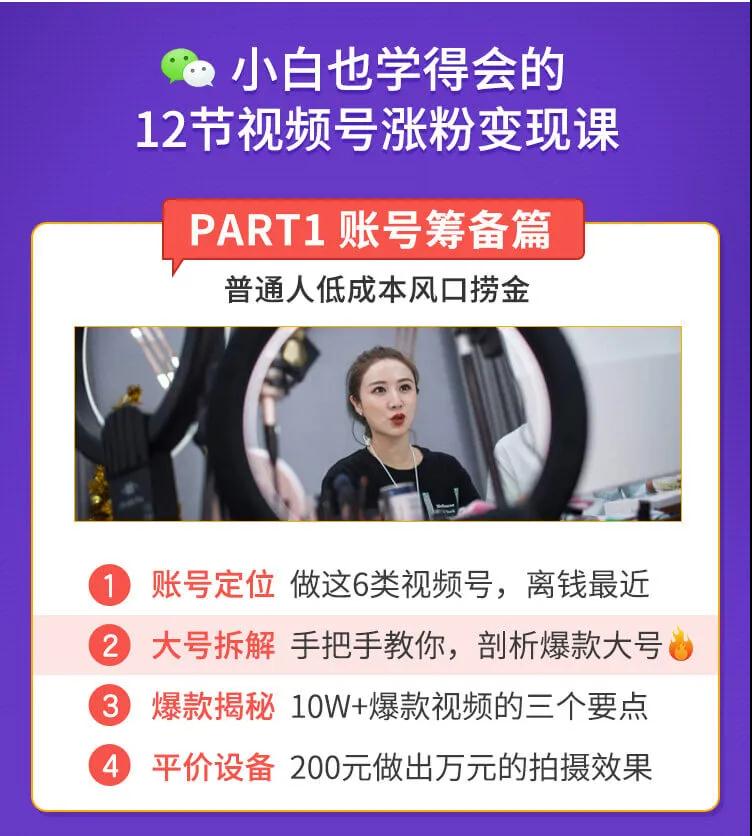 小白也学得会的
12节视频号涨粉变现课
PART1 账号筹备篇
普通人低成本风口捞金
1 账号定位 做这6类视频号，离钱最近
2 大号拆解 手把手教你，剖析爆款大号
3 爆款揭秘 10W+爆款视频的三个要点
4 平价设备 200元做出万元的拍摄效果